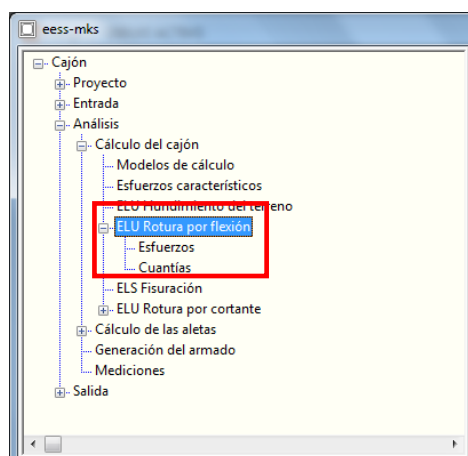 eess-mks
Cajón
Proyecto
Entrada
Análisis
Cálculo del cajón
Modelos de cálculo
Esfuerzos característicos
ELU Hundimiento del terreno
ELU Rotura por flexión
Esfuerzos
Cuantías
ELS Fisuración
ELU Rotura por cortante
Cálculo de las aletas
Generación del armado
Mediciones
Salida